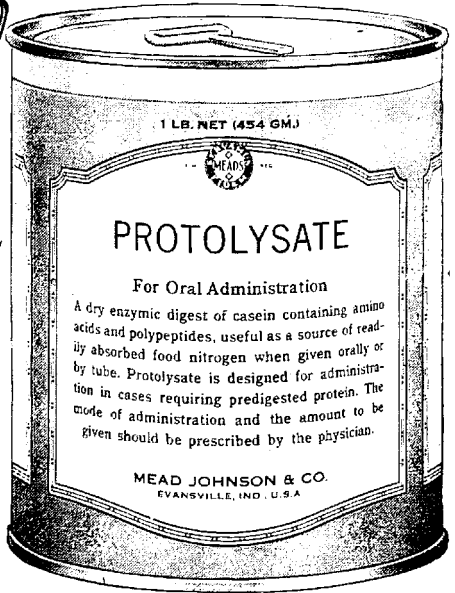 1 LB. NET (454 GM.)
MEADS
PROTOLYSATE
For Oral Administration
A dry enzymic digest of casein containing amino
acids and polypeptides, useful as a source of read-
ily absorbed food nitrogen when given orally or
by tube. Protolysate is designed for administra-
tion in cases requiring predigested protein. The
mode of administration and the amount to be
given should be prescribed by the physician.
MEAD JOHNSON & CO.
EVANSVILLE, IND., U.S.A